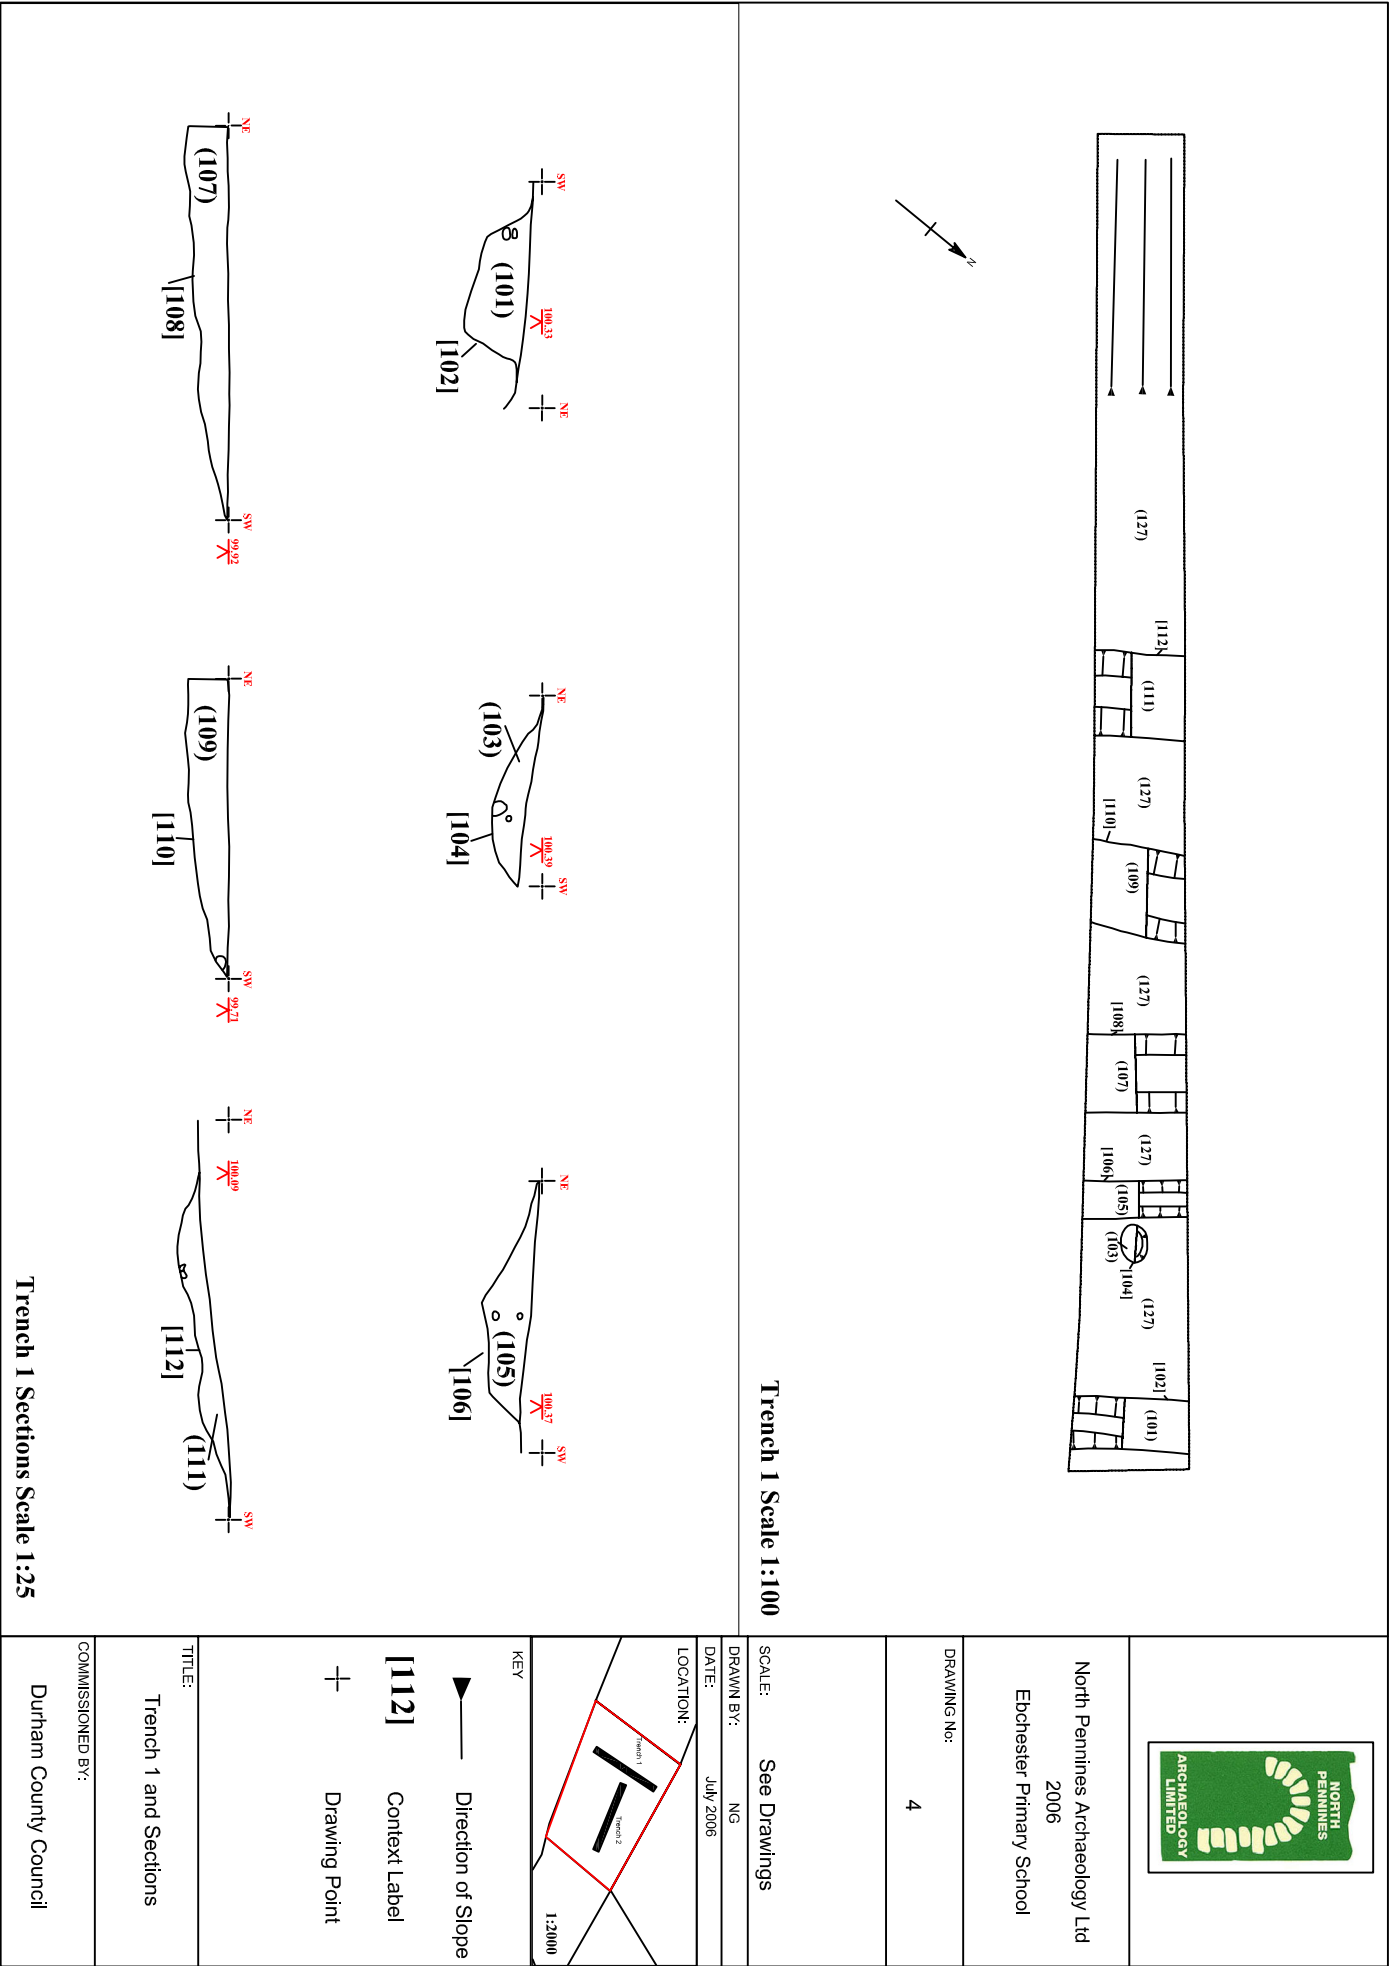 N
(127)
[112]
(111)
(127)
[110]
(109)
(127)
[108]
(107)
(127)
[106]
(105)
(103)
[104]
(127)
[102]
(101)
Trench 1 Scale 1:100
SW
100.33
NE
(101)
[102]
NE
100.39
SW
(103)
[104]
NE
100.37
SW
(105)
[106]
NE
SW
99.92
(107)
[108]
NE
SW
99.71
(109)
[110]
NE
100.09
SW
[112]
(111)
Trench 1 Sections Scale 1:25
NORTH
PENNINES
ARCHAEOLOGY
LIMITED
North Pennines Archaeology Ltd
2006
Ebchester Primary School
DRAWING No:
4
SCALE: See Drawings
DRAWN BY: NG
DATE: July 2006
LOCATION:
Trench 1
Trench 2
1:2000
KEY
Direction of Slope
[112] Context Label
Drawing Point
TITLE:
Trench 1 and Sections
COMMISSIONED BY:
Durham County Council